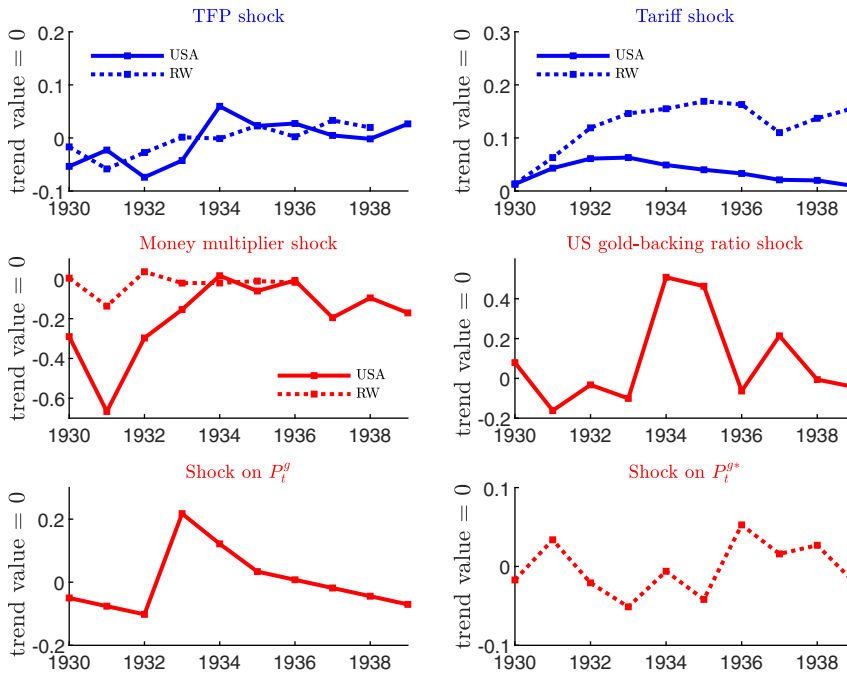 TFP shock
trend value = 0
0.2
0.1
0
-0.1
USA
RW
1930 1932 1934 1936 1938
Tariff shock
trend value = 0
0.3
0.2
0.1
0
USA
RW
1930 1932 1934 1936 1938
Money multiplier shock
trend value = 0
0
-0.2
-0.4
-0.6
USA
RW
1930 1932 1934 1936 1938
US gold-backing ratio shock
trend value = 0
0.4
0.2
0
-0.2
1930 1932 1934 1936 1938
Shock on $P_t^g$
trend value = 0
0.2
0
-0.2
1930 1932 1934 1936 1938
Shock on $P_t^{g*}$
trend value = 0
0.1
0
-0.1
1930 1932 1934 1936 1938